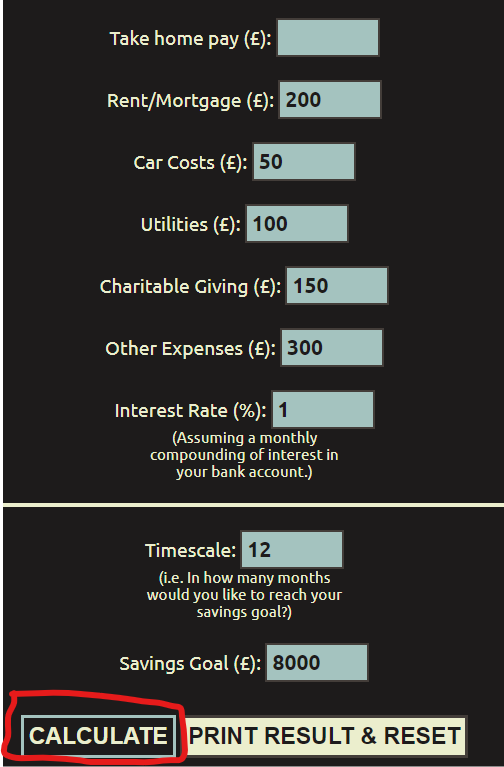 Take home pay (£):
Rent/Mortgage (£): 200
Car Costs (£): 50
Utilities (£): 100
Charitable Giving (£): 150
Other Expenses (£): 300
Interest Rate (%): 1
(Assuming a monthly
compounding of interest in
your bank account.)
Timescale: 12
(i.e. In how many months
would you like to reach your
savings goal?)
Savings Goal (£): 8000
CALCULATE PRINT RESULT & RESET